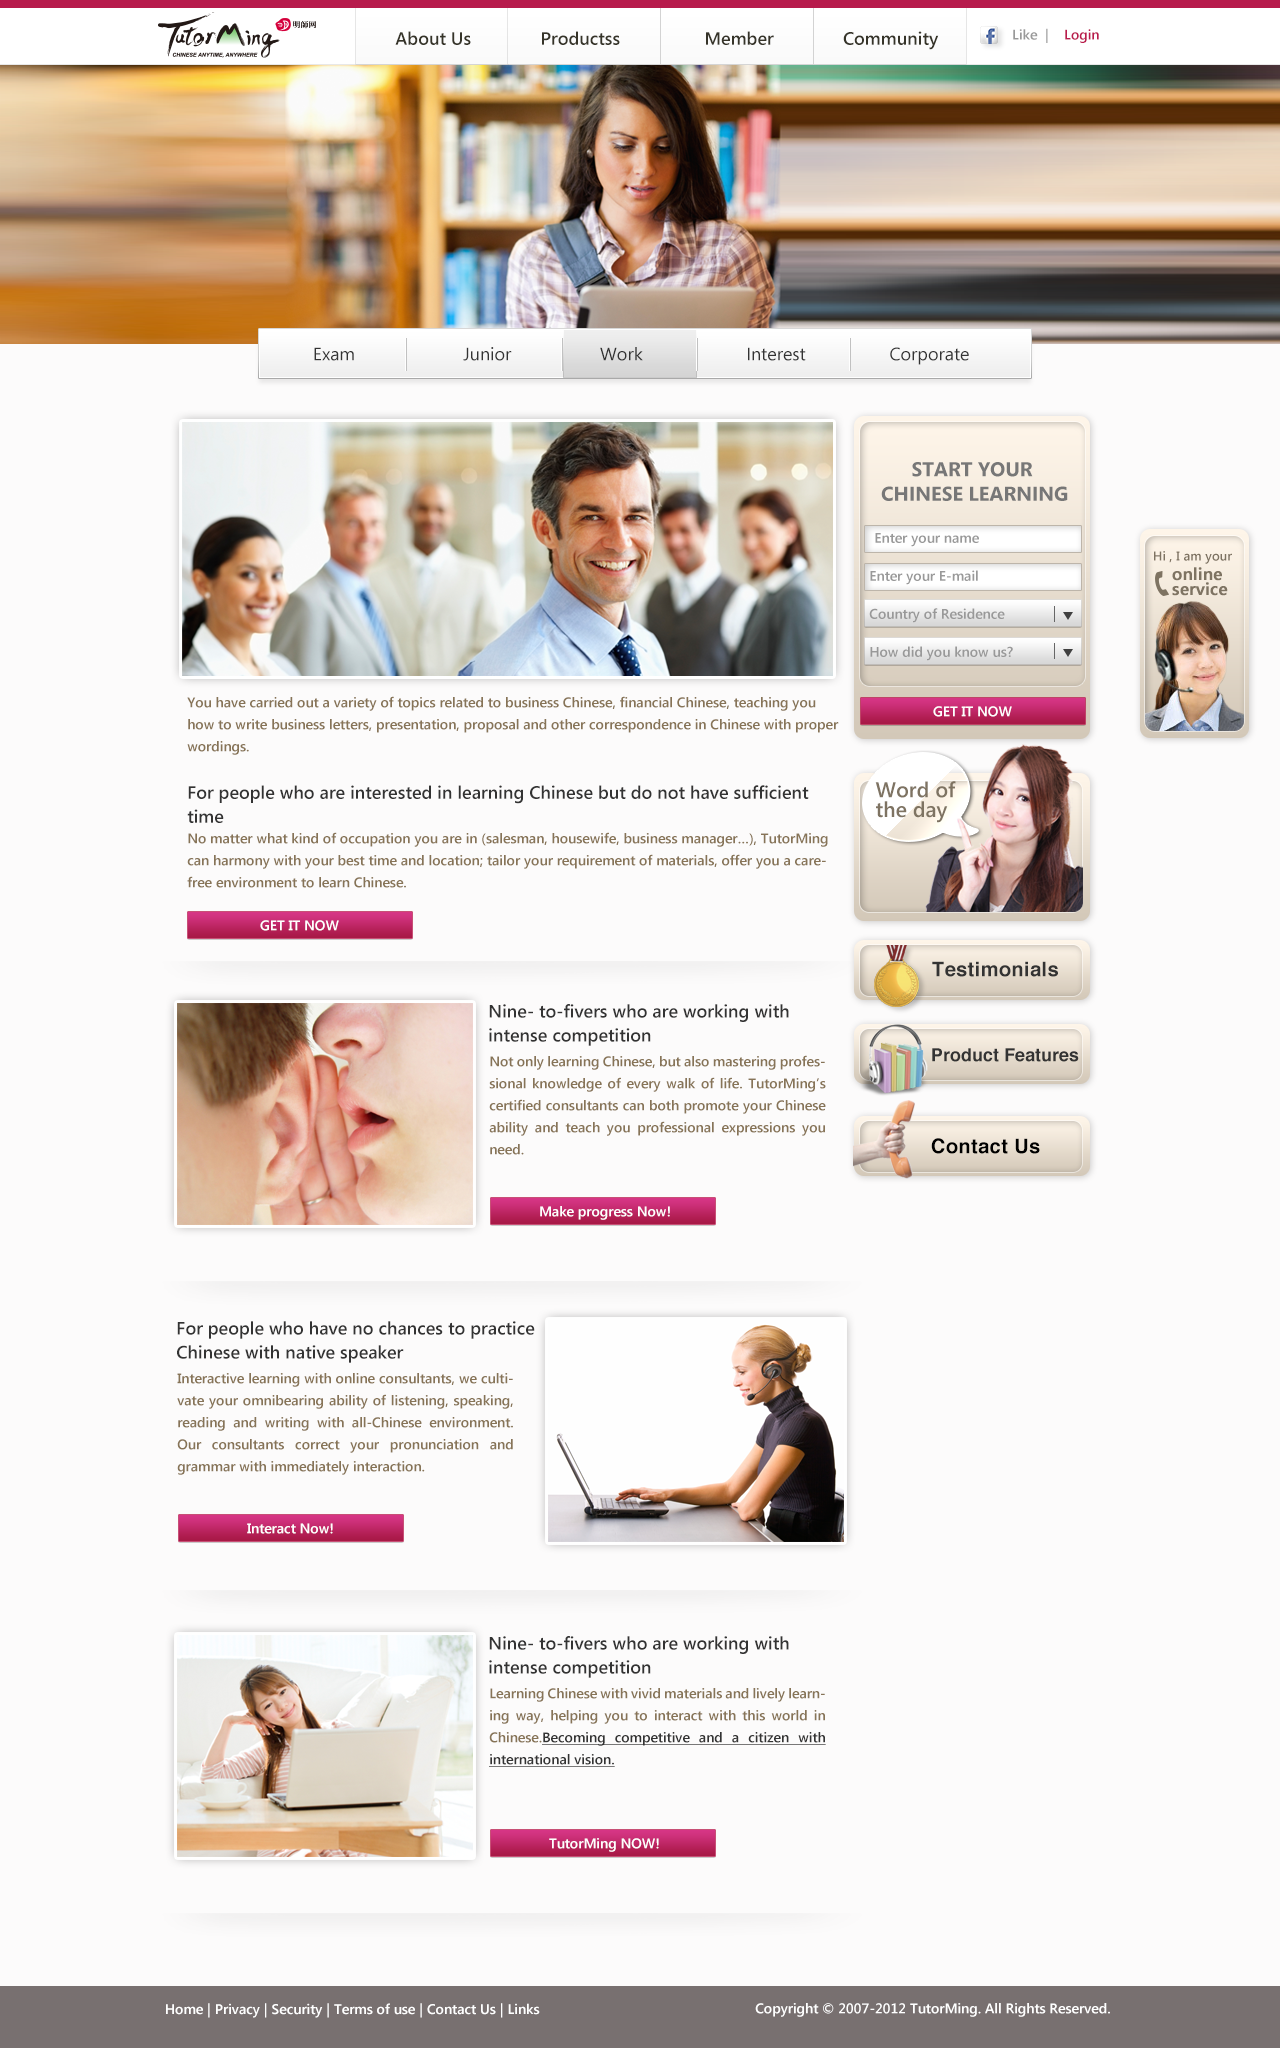 TutorMing 明師网
CHINESE ANYTIME, ANYWHERE
About Us
Productss
Member
Community
Like | Login
Exam
Junior
Work
Interest
Corporate
You have carried out a variety of topics related to business Chinese, financial Chinese, teaching you
how to write business letters, presentation, proposal and other correspondence in Chinese with proper
wordings.
For people who are interested in learning Chinese but do not have sufficient
time
No matter what kind of occupation you are in (salesman, housewife, business manager...), TutorMing
can harmony with your best time and location; tailor your requirement of materials, offer you a care-
free environment to learn Chinese.
GET IT NOW
START YOUR
CHINESE LEARNING
Enter your name
Enter your E-mail
Country of Residence
How did you know us?
GET IT NOW
Hi , I am your
online
service
Word of
the day
Testimonials
Product Features
Contact Us
Nine- to-fivers who are working with
intense competition
Not only learning Chinese, but also mastering profes-
sional knowledge of every walk of life. TutorMing's
certified consultants can both promote your Chinese
ability and teach you professional expressions you
need.
Make progress Now!
For people who have no chances to practice
Chinese with native speaker
Interactive learning with online consultants, we culti-
vate your omnibearing ability of listening, speaking,
reading and writing with all-Chinese environment.
Our consultants correct your pronunciation and
grammar with immediately interaction.
Interact Now!
Nine- to-fivers who are working with
intense competition
Learning Chinese with vivid materials and lively learn-
ing way, helping you to interact with this world in
Chinese.Becoming competitive and a citizen with
international vision.
TutorMing NOW!
Home | Privacy | Security | Terms of use | Contact Us | Links
Copyright © 2007-2012 TutorMing. All Rights Reserved.